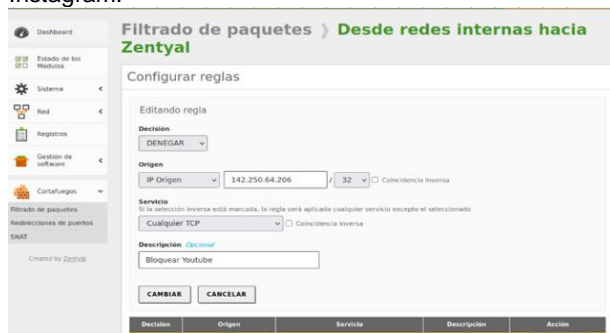 Instagram.
Dashboard
Estado de los
Módulos
Sistema
Red
Registros
Gestión de
software
Cortafuegos
Filtrado de paquetes
Redirecciones de puertos
SNAT
Created by Zentyal
Filtrado de paquetes ⟩ Desde redes internas hacia
Zentyal
Configurar reglas
Editando regla
Decisión
DENEGAR
Origen
IP Origen 142.250.64.206 / 32 Coincidencia inversa
Servicio
Si la selección inversa está marcada, la regla será aplicada cualquier servicio excepto el seleccionado
Cualquier TCP Coincidencia inversa
Descripción Opcional
Bloquear Youtube
CAMBIAR CANCELAR
Decisión Origen Servicio Descripción Acción